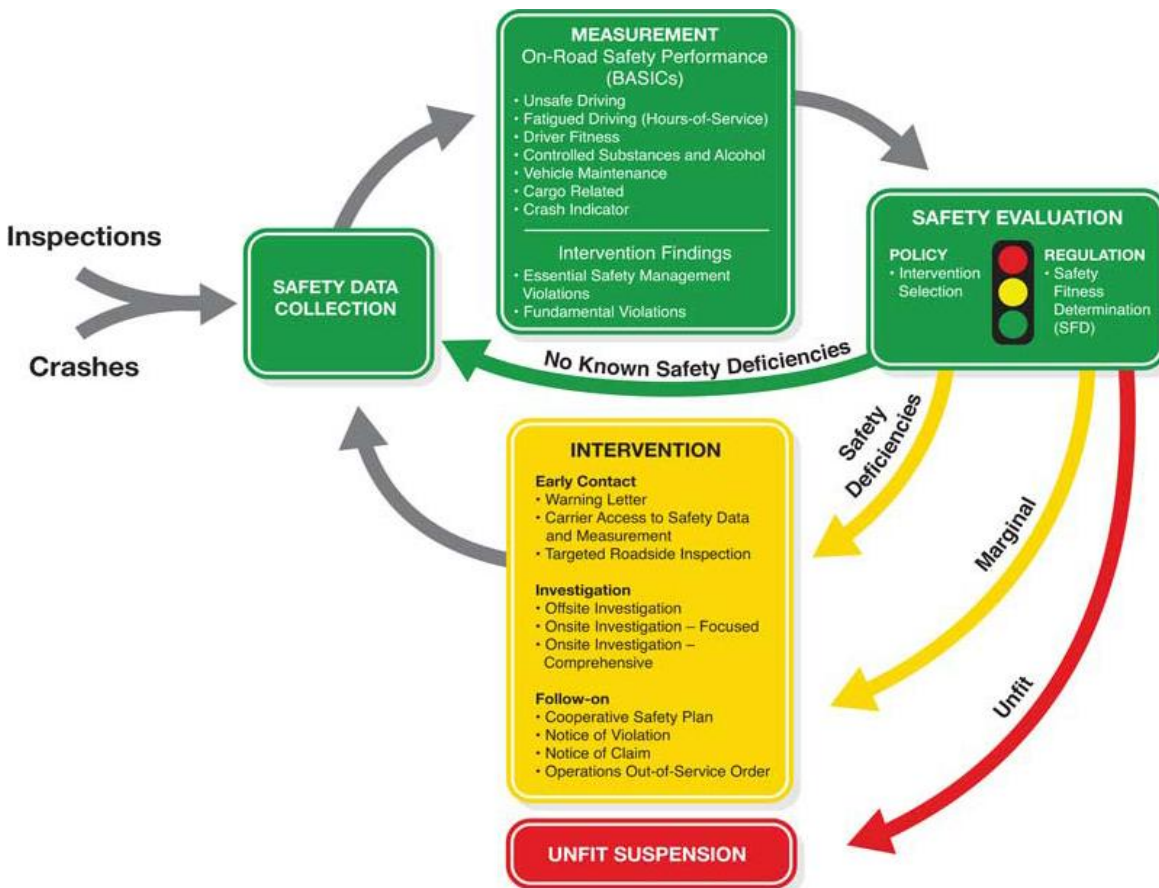 MEASUREMENT
On-Road Safety Performance
(BASICs)
• Unsafe Driving
• Fatigued Driving (Hours-of-Service)
• Driver Fitness
• Controlled Substances and Alcohol
• Vehicle Maintenance
• Cargo Related
• Crash Indicator
Intervention Findings
• Essential Safety Management
Violations
• Fundamental Violations
Inspections
Crashes
SAFETY DATA
COLLECTION
SAFETY EVALUATION
POLICY
• Intervention
Selection
REGULATION
• Safety
Fitness
Determination
(SFD)
No Known Safety Deficiencies
Safety
Deficiencies
Marginal
Unfit
INTERVENTION
Early Contact
• Warning Letter
• Carrier Access to Safety Data
and Measurement
• Targeted Roadside Inspection
Investigation
• Offsite Investigation
• Onsite Investigation – Focused
• Onsite Investigation –
Comprehensive
Follow-on
• Cooperative Safety Plan
• Notice of Violation
• Notice of Claim
• Operations Out-of-Service Order
UNFIT SUSPENSION